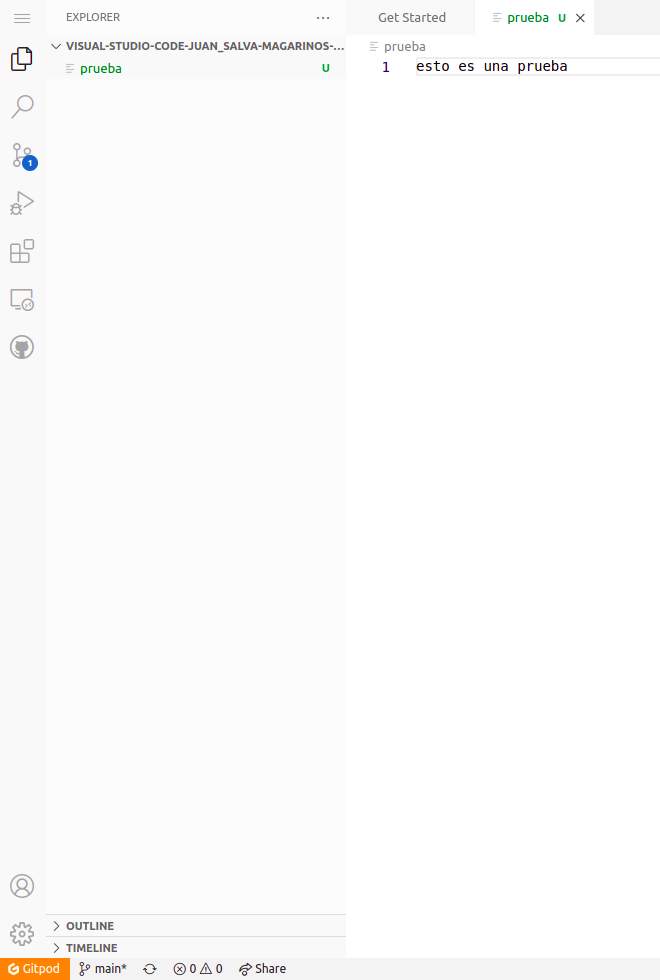 EXPLORER
VISUAL-STUDIO-CODE-JUAN_SALVA-MAGARINOS-...
prueba U
1
OUTLINE
TIMELINE
Get Started
prueba U
prueba
1 esto es una prueba
Gitpod main* 0 0 Share